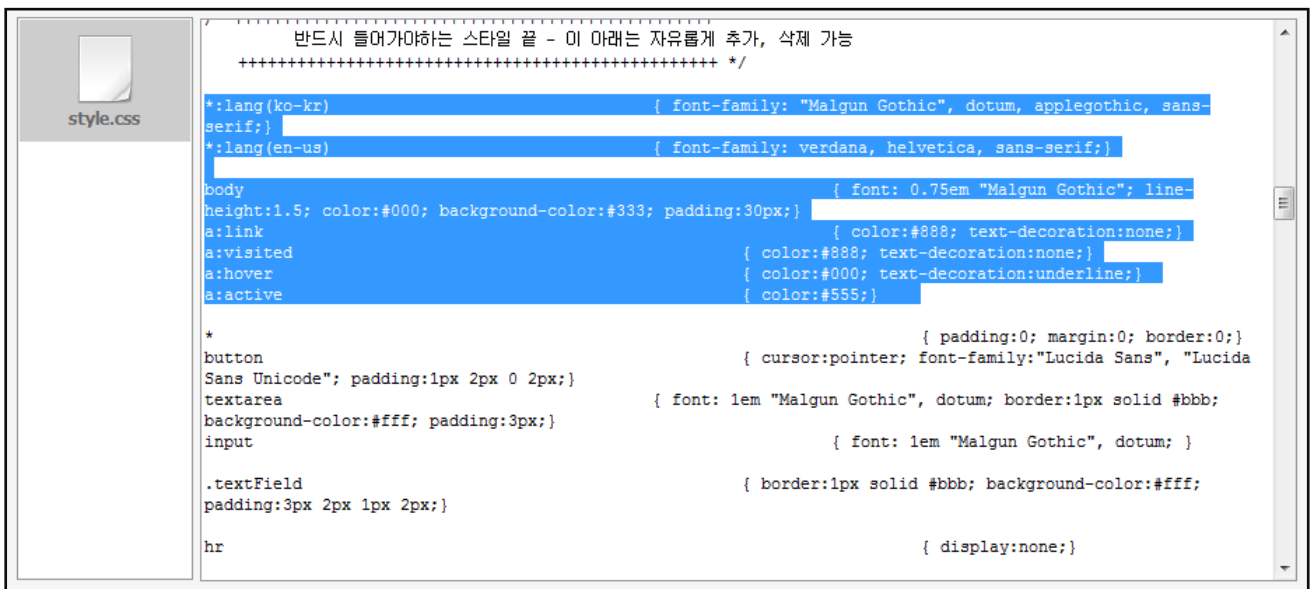 style.css
반드시 들어가야하는 스타일 끝 - 이 아래는 자유롭게 추가, 삭제 가능
++++++++++++++++++++++++++++++++++++++++++++++++ */
*:lang(ko-kr) { font-family: "Malgun Gothic", dotum, applegothic, sans-
serif;}
*:lang(en-us) { font-family: verdana, helvetica, sans-serif;}
body { font: 0.75em "Malgun Gothic"; line-
height:1.5; color:#000; background-color:#333; padding:30px;}
a:link { color:#888; text-decoration:none;}
a:visited { color:#888; text-decoration:none;}
a:hover { color:#000; text-decoration:underline;}
a:active { color:#555;}
* { padding:0; margin:0; border:0;}
button { cursor:pointer; font-family:"Lucida Sans", "Lucida
Sans Unicode"; padding:1px 2px 0 2px;}
textarea { font: 1em "Malgun Gothic", dotum; border:1px solid #bbb;
background-color:#fff; padding:3px;}
input { font: 1em "Malgun Gothic", dotum; }
.textField { border:1px solid #bbb; background-color:#fff;
padding:3px 2px 1px 2px;}
hr { display:none;}